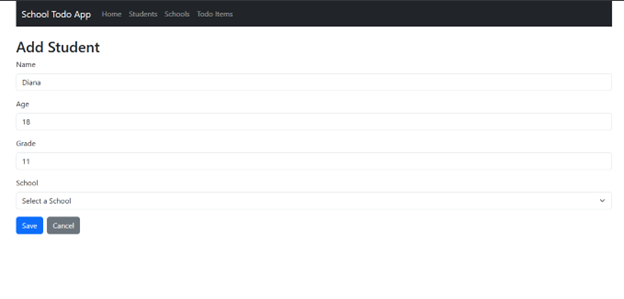 School Todo App Home Students Schools Todo Items
Add Student
Name
Diana
Age
18
Grade
11
School
Select a School
Save Cancel